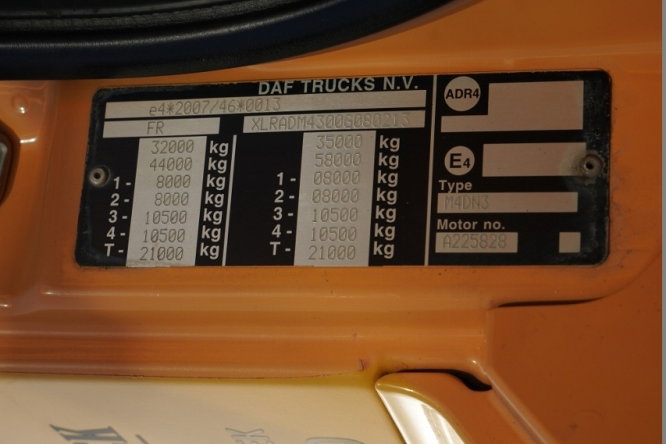 DAF TRUCKS N.V.
e4*2007/46*0013
FR XLRADM4300G080213
32000 kg 35000 kg
44000 kg 58000 kg
1- 8000 kg 1- 08000 kg
2- 8000 kg 2- 08000 kg
3- 10500 kg 3- 10500 kg
4- 10500 kg 4- 10500 kg
T- 21000 kg T- 21000 kg
ADR4
E4
Type
M4DN3
Motor no.
A225828